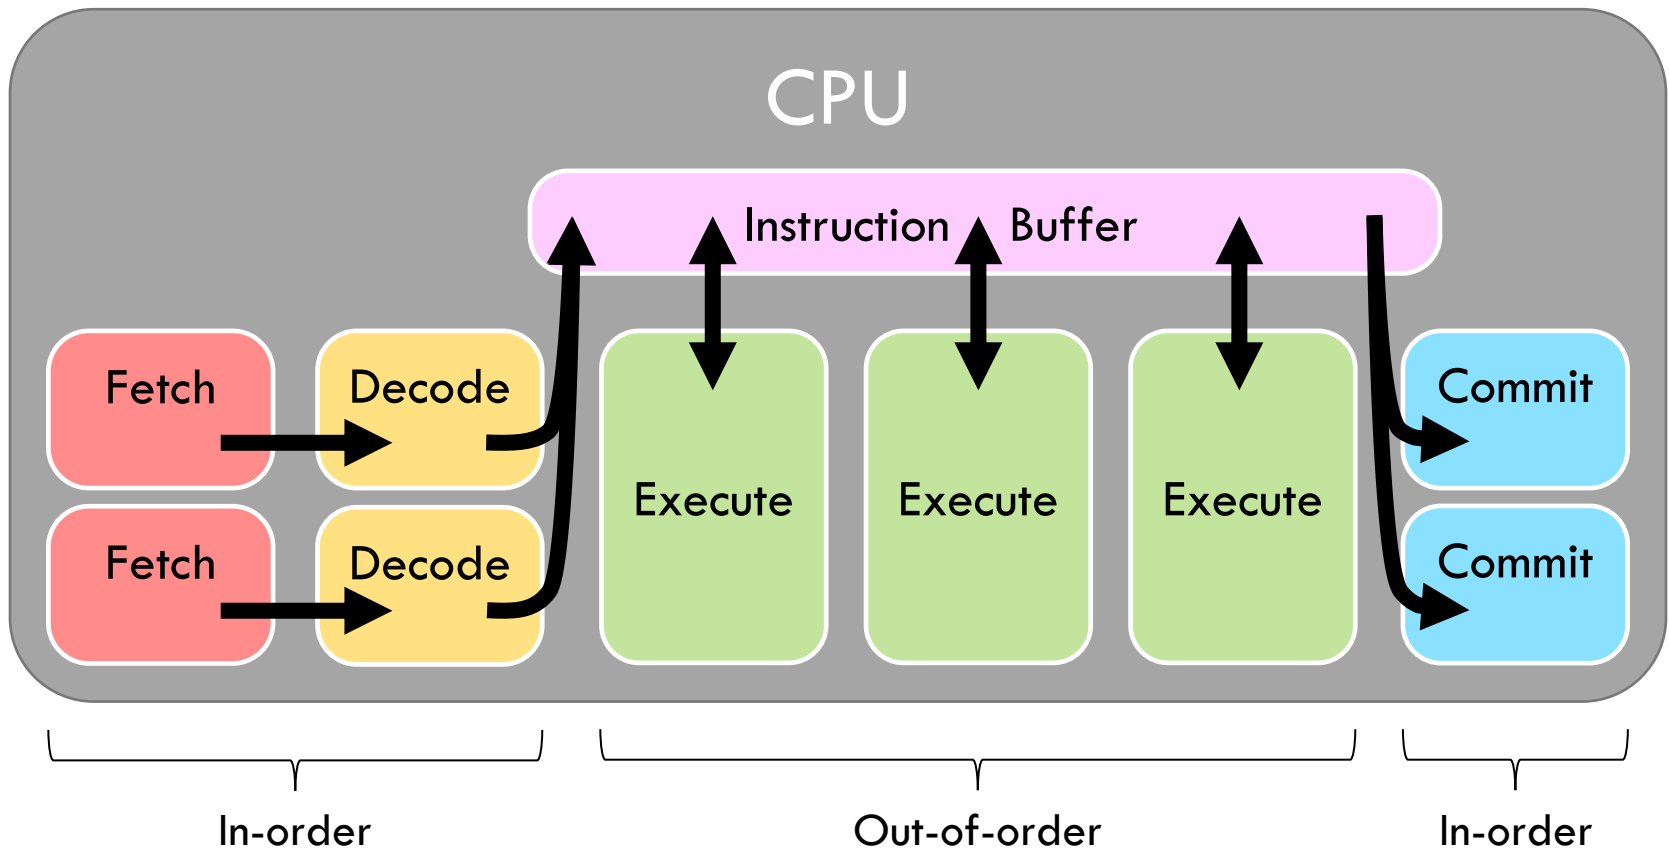 CPU
Instruction Buffer
Fetch
Decode
Commit
Execute
Execute
Execute
Fetch
Decode
Commit
In-order
Out-of-order
In-order